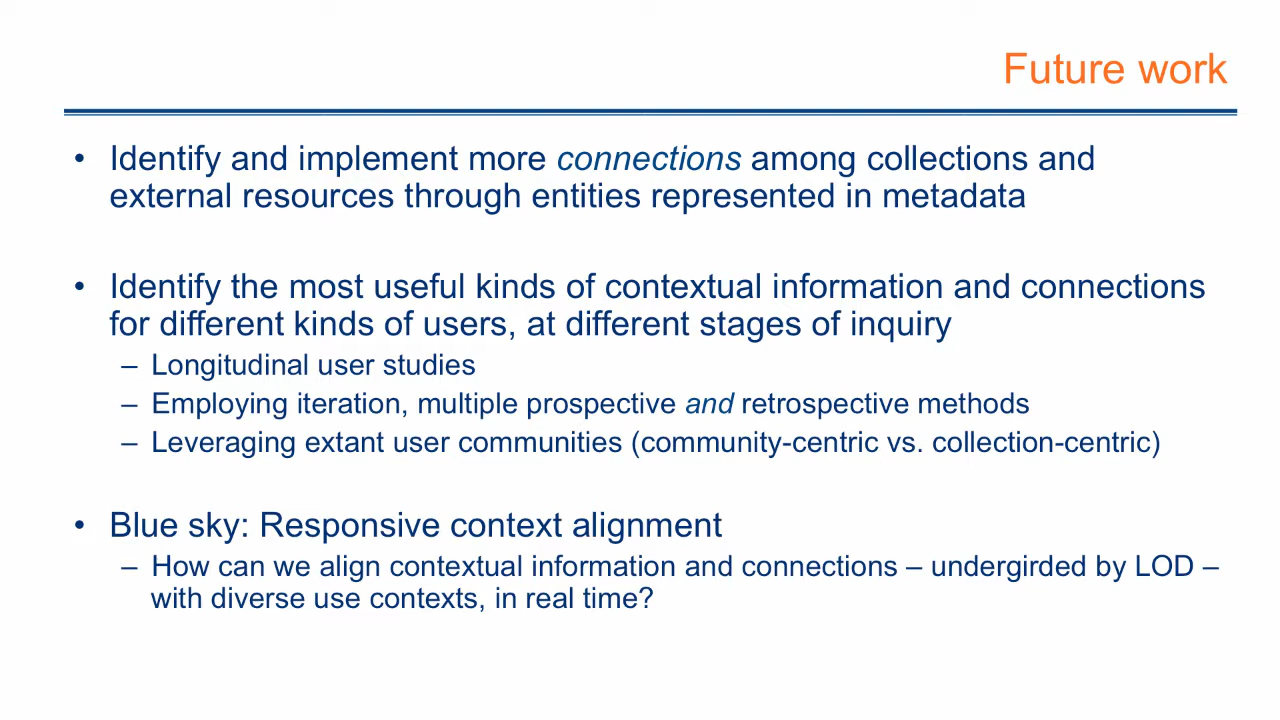 Future work
• Identify and implement more connections among collections and
external resources through entities represented in metadata
• Identify the most useful kinds of contextual information and connections
for different kinds of users, at different stages of inquiry
– Longitudinal user studies
– Employing iteration, multiple prospective and retrospective methods
– Leveraging extant user communities (community-centric vs. collection-centric)
• Blue sky: Responsive context alignment
– How can we align contextual information and connections – undergirded by LOD –
with diverse use contexts, in real time?